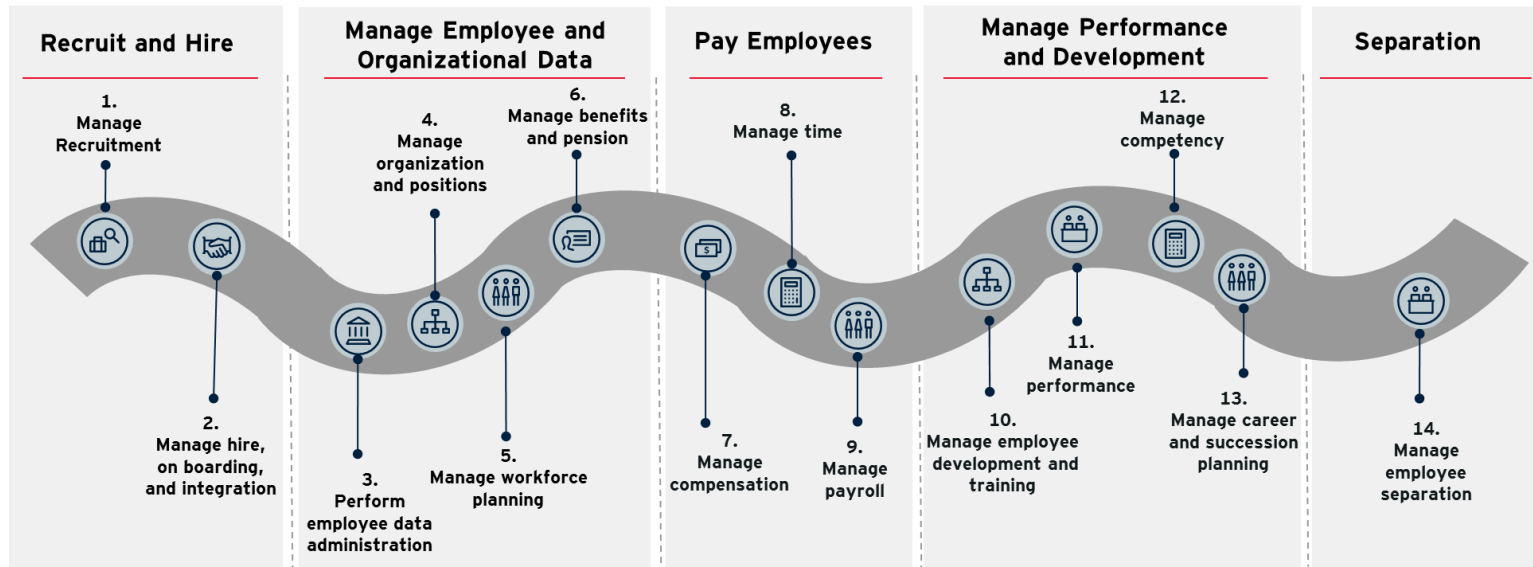 Recruit and Hire
Manage Employee and
Organizational Data
Pay Employees
Manage Performance
and Development
Separation
1.
Manage
Recruitment
2.
Manage hire,
on boarding,
and integration
3.
Perform
employee data
administration
4.
Manage
organization
and positions
5.
Manage workforce
planning
6.
Manage benefits
and pension
7.
Manage
compensation
8.
Manage time
9.
Manage
payroll
10.
Manage employee
development and
training
11.
Manage
performance
12.
Manage
competency
13.
Manage career
and succession
planning
14.
Manage
employee
separation
$